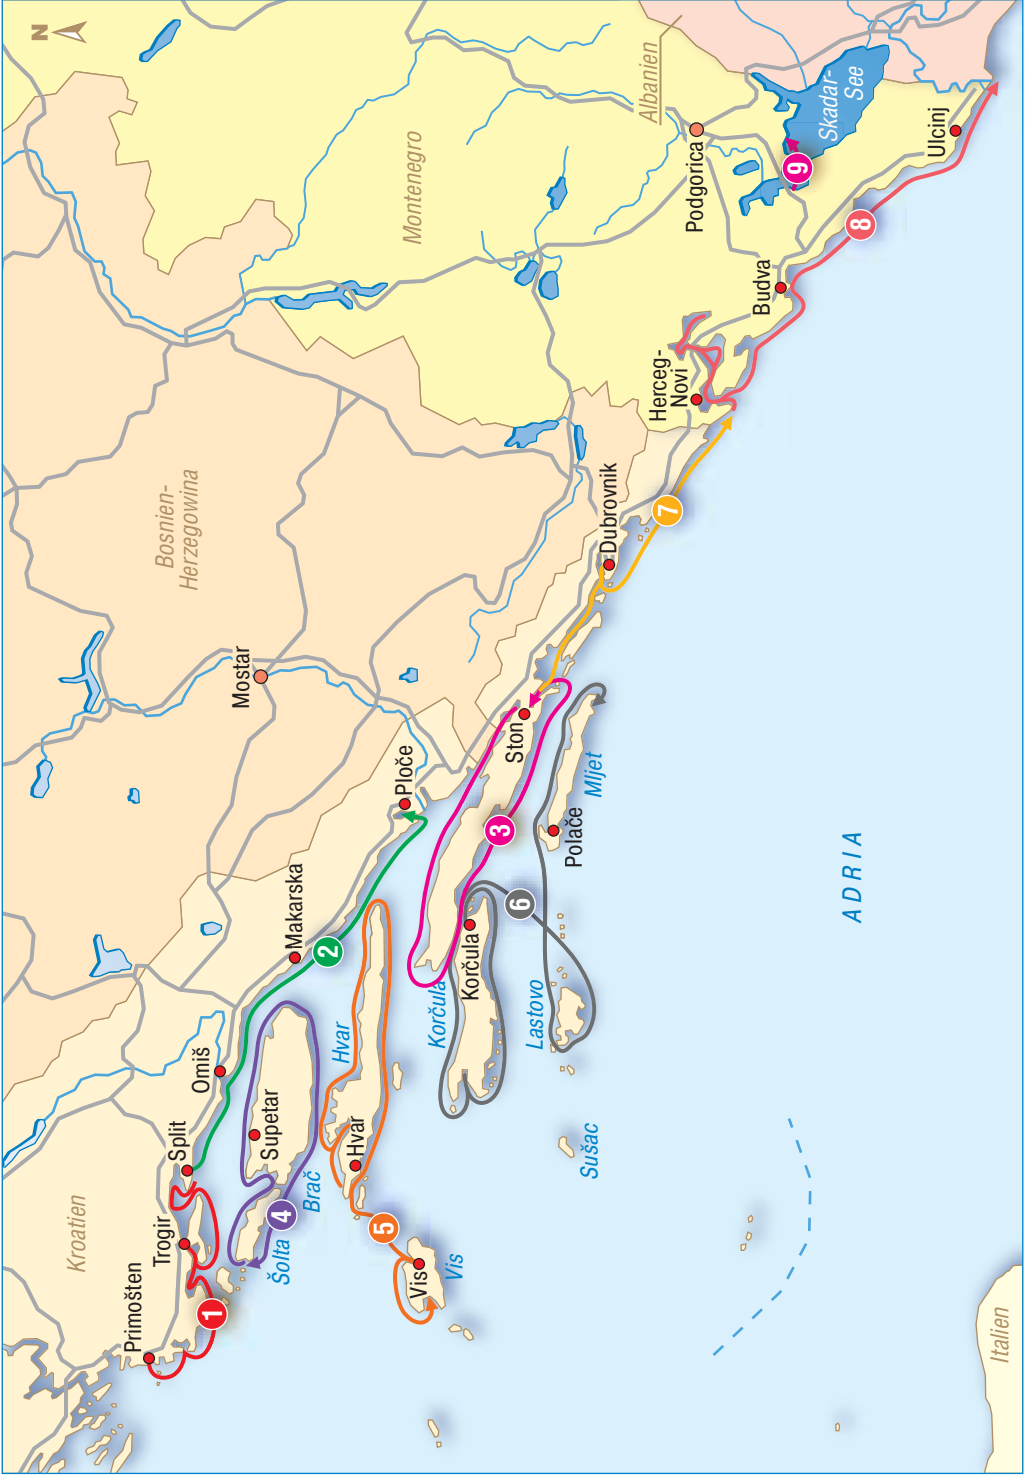 N
Kroatien
Bosnien-
Herzegowina
Montenegro
Albanien
Italien
ADRIA
Primošten
Trogir
Split
Omiš
Makarska
Ploče
Mostar
Supetar
Brač
Šolta
Hvar
Hvar
Vis
Vis
Korčula
Korčula
Lastovo
Sušac
Ston
Polače
Mljet
Dubrovnik
Herceg-
Novi
Budva
Podgorica
Skadar-
See
Ulcinj
1
2
3
4
5
6
7
8
9